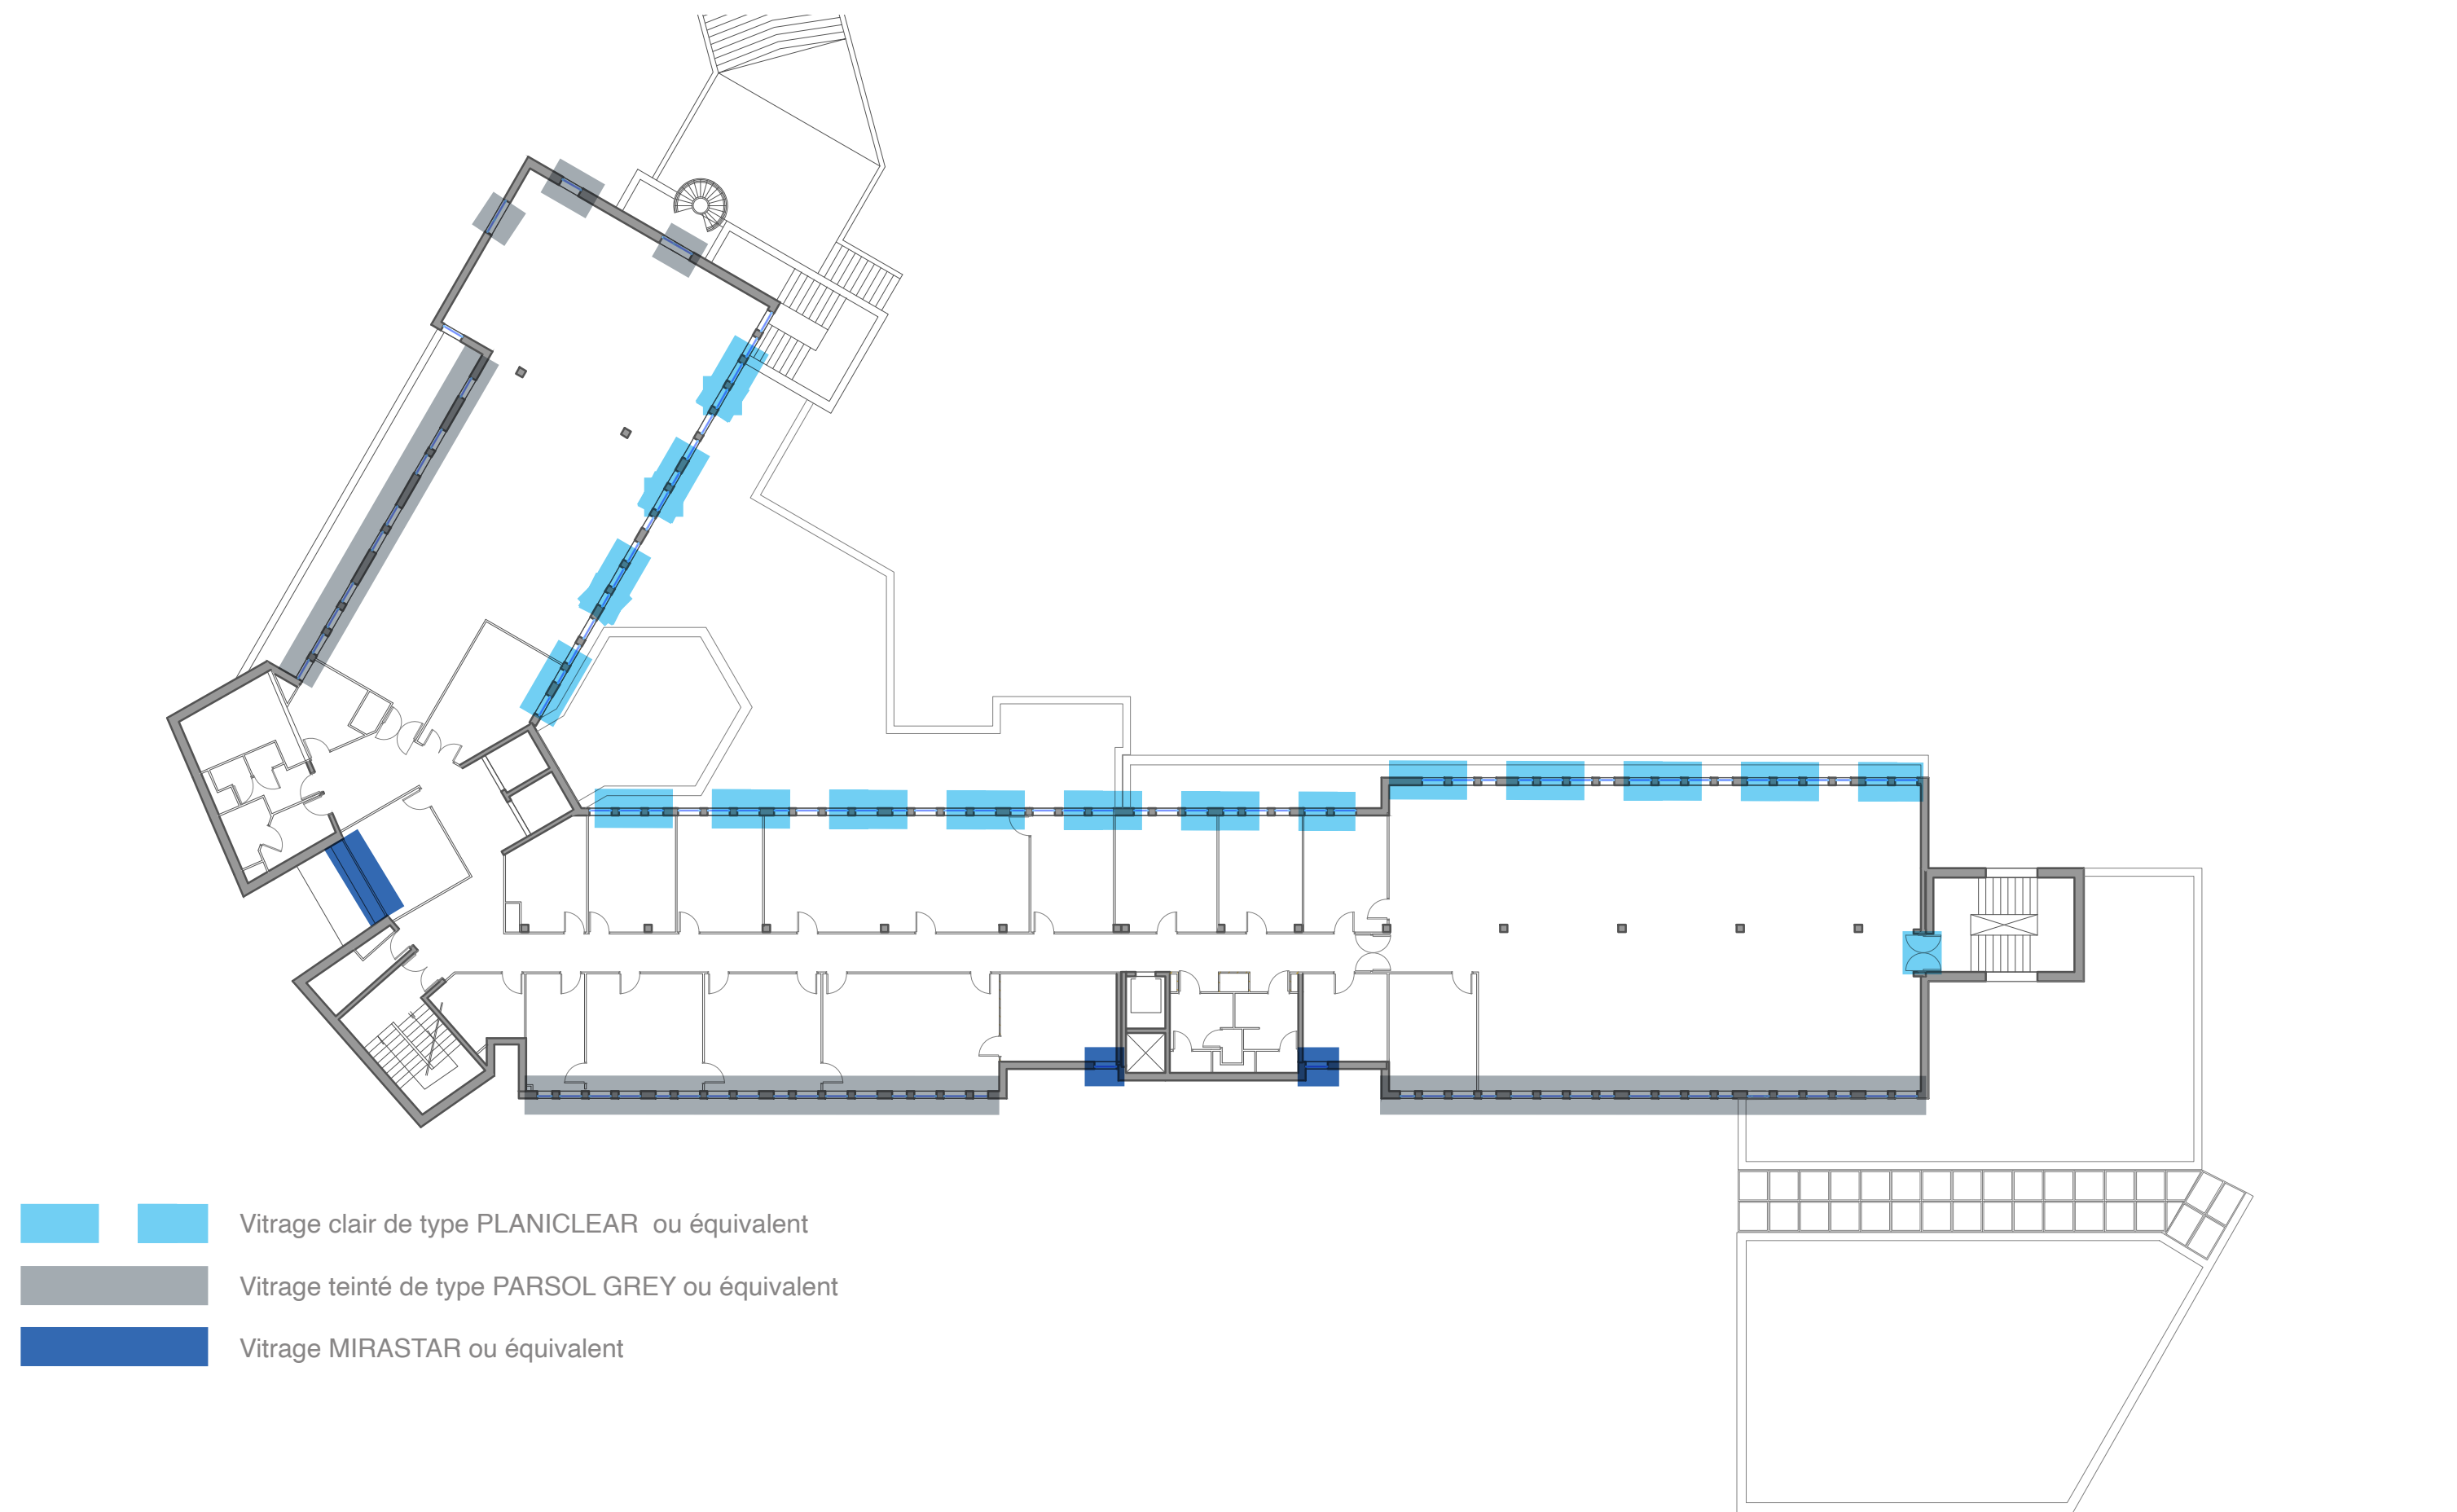 Vitrage clair de type PLANICLEAR ou équivalent
Vitrage teinté de type PARSOL GREY ou équivalent
Vitrage MIRASTAR ou équivalent